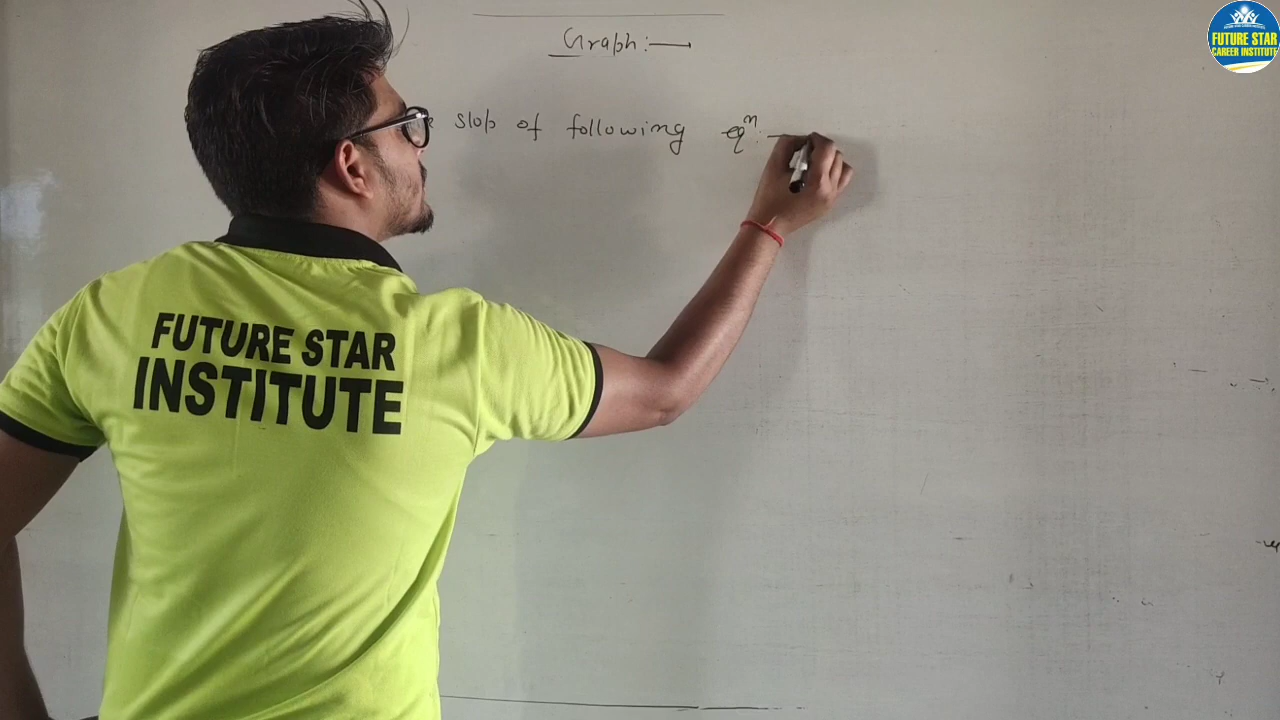 Graph:→
slop of following eqⁿ:
FUTURE STAR
INSTITUTE
FUTURE STAR
CAREER INSTITUTE